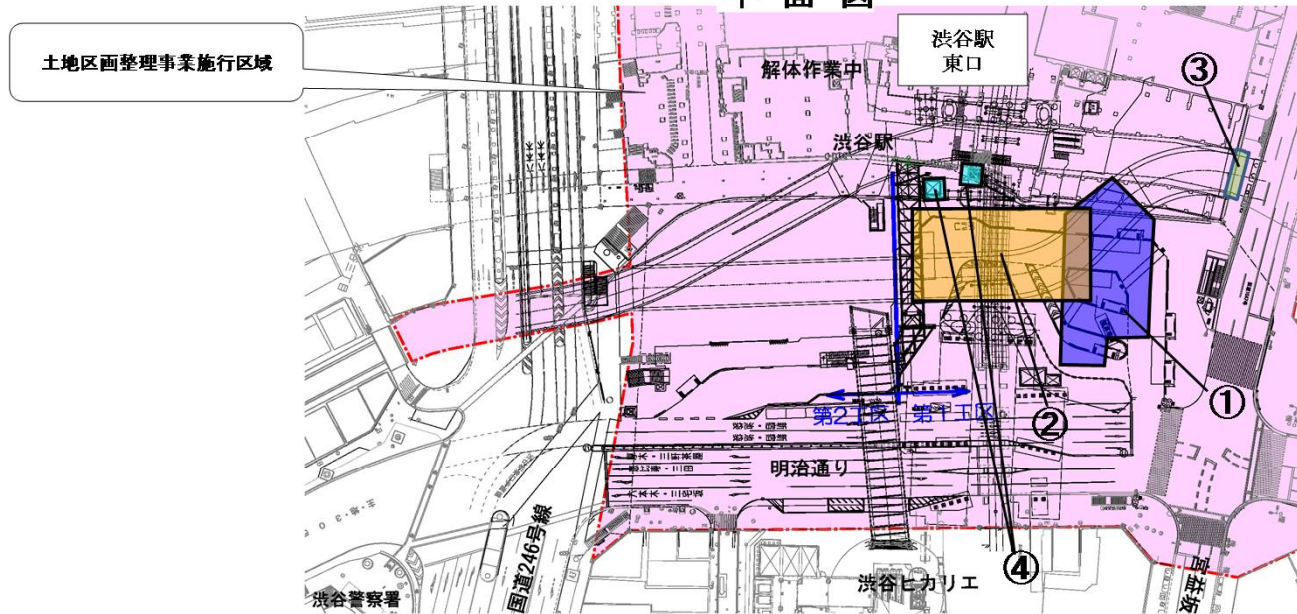 平面図
土地区画整理事業施行区域
解体作業中
渋谷駅
東口
③
渋谷駅
①
②
第2工区
第1工区
明治通り
④
国道246号線
渋谷警察署
渋谷ヒカリエ
宮益坂